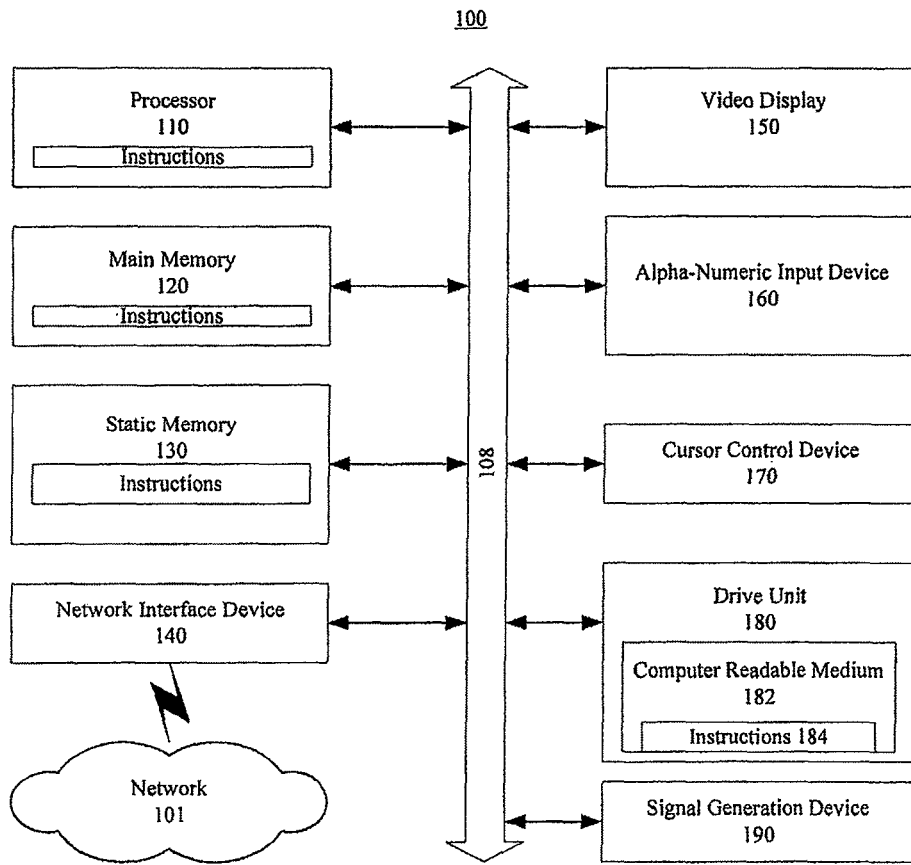 100
Processor
110
Instructions
Main Memory
120
Instructions
Static Memory
130
Instructions
Network Interface Device
140
Network
101
108
Video Display
150
Alpha-Numeric Input Device
160
Cursor Control Device
170
Drive Unit
180
Computer Readable Medium
182
Instructions 184
Signal Generation Device
190